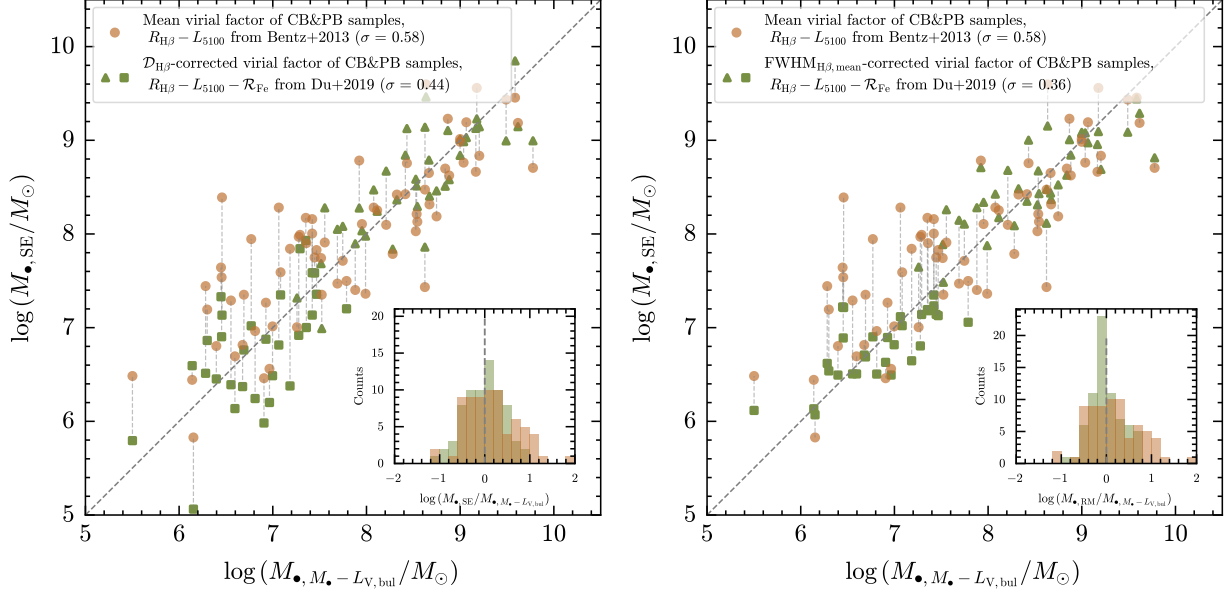 Mean virial factor of CB&PB samples,
R_Hβ − L_5100 from Bentz+2013 (σ = 0.58)
𝒟_Hβ-corrected virial factor of CB&PB samples,
R_Hβ − L_5100 − ℛ_Fe from Du+2019 (σ = 0.44)
10
9
8
7
6
5
log (M_•,SE/M_⊙)
5 6 7 8 9 10
log (M_•, M_• − L_V,bul/M_⊙)
20
15
10
5
0
Counts
−2 −1 0 1 2
log (M_•,SE/M_•, M_• − L_V,bul)
Mean virial factor of CB&PB samples,
R_Hβ − L_5100 from Bentz+2013 (σ = 0.58)
FWHM_Hβ,mean-corrected virial factor of CB&PB samples,
R_Hβ − L_5100 − ℛ_Fe from Du+2019 (σ = 0.36)
10
9
8
7
6
5
log (M_•,SE/M_⊙)
5 6 7 8 9 10
log (M_•, M_• − L_V,bul/M_⊙)
20
15
10
5
0
Counts
−2 −1 0 1 2
log (M_•,RM/M_•, M_• − L_V,bul)